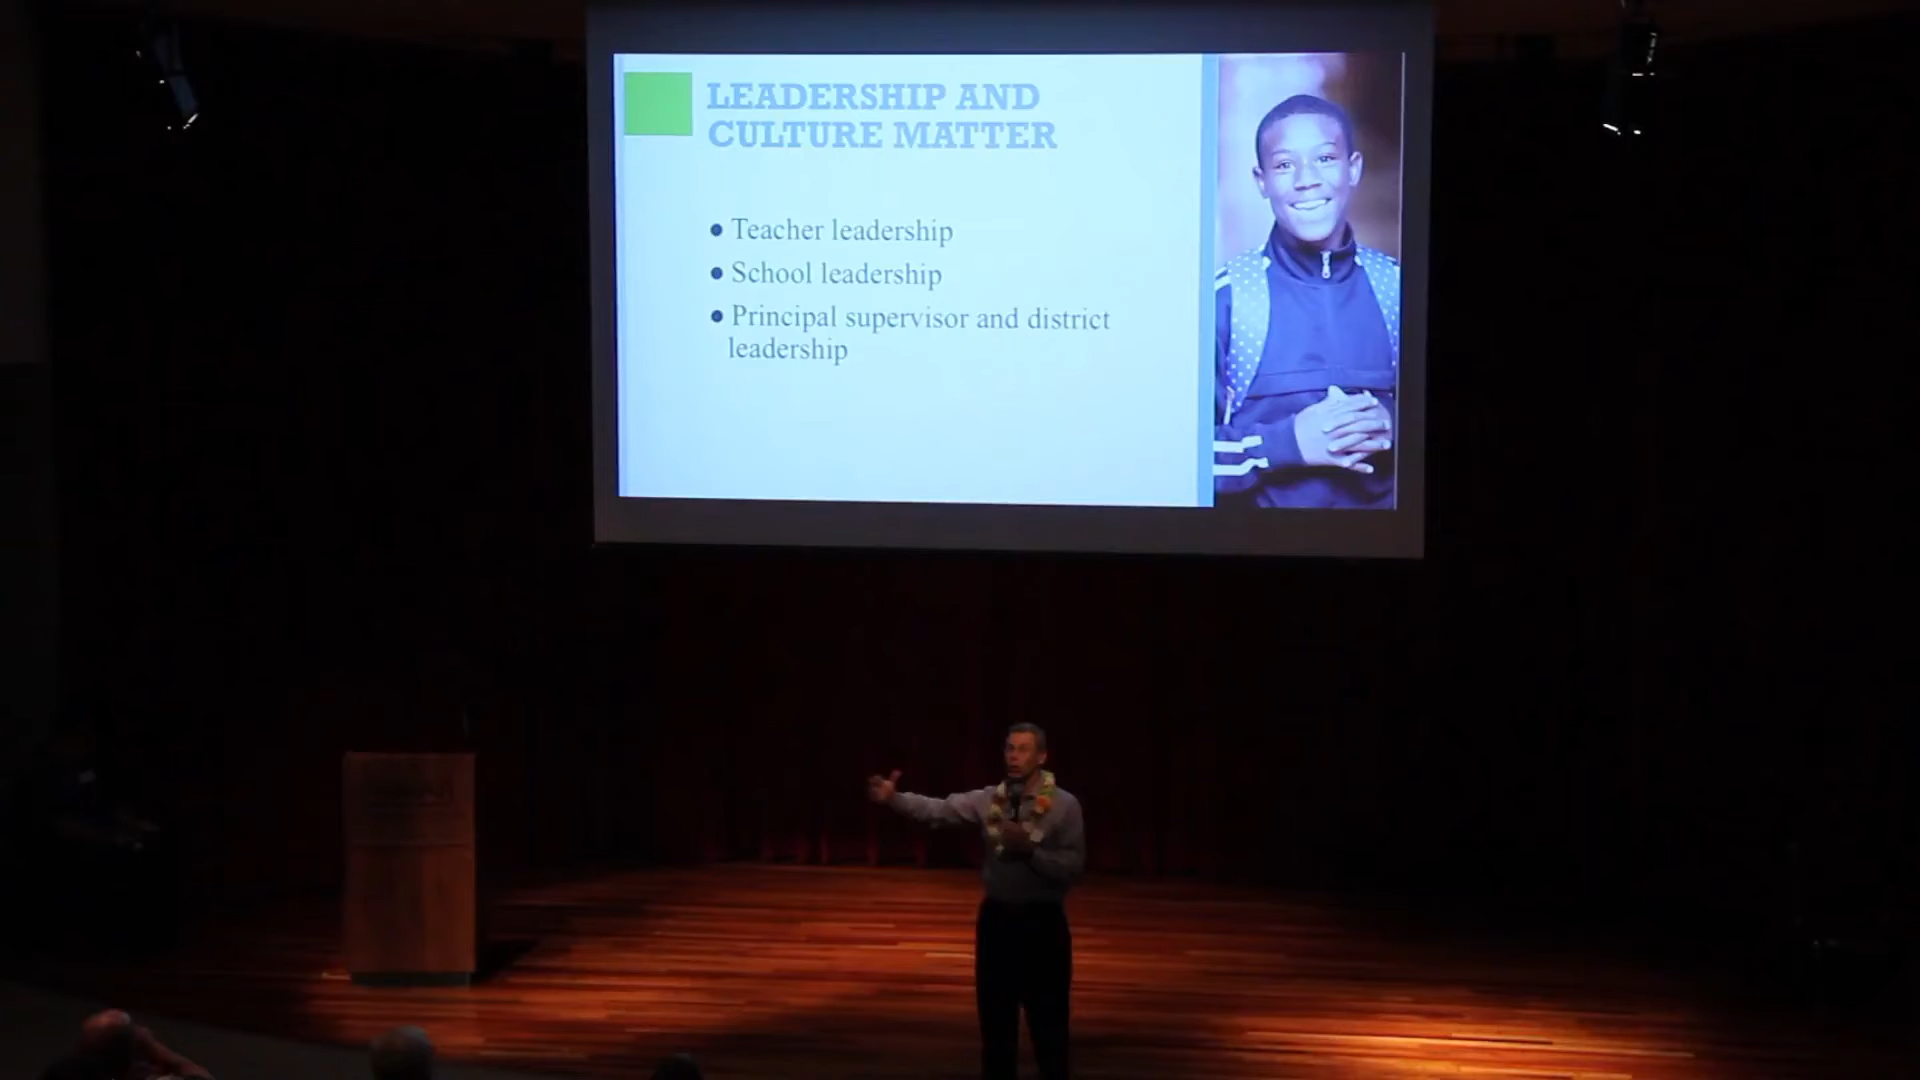 LEADERSHIP AND
CULTURE MATTER
● Teacher leadership
● School leadership
● Principal supervisor and district
leadership